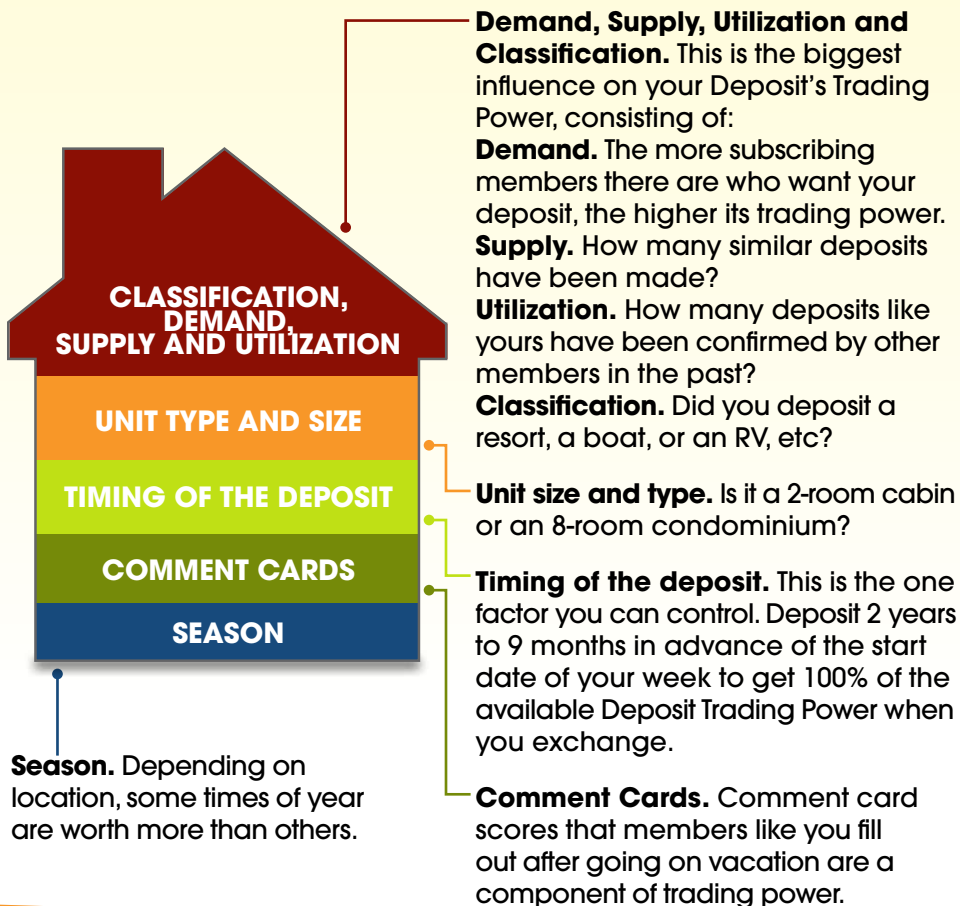 Demand, Supply, Utilization and
Classification. This is the biggest
influence on your Deposit's Trading
Power, consisting of:
Demand. The more subscribing
members there are who want your
deposit, the higher its trading power.
Supply. How many similar deposits
have been made?
Utilization. How many deposits like
yours have been confirmed by other
members in the past?
Classification. Did you deposit a
resort, a boat, or an RV, etc?
CLASSIFICATION,
DEMAND,
SUPPLY AND UTILIZATION
UNIT TYPE AND SIZE
TIMING OF THE DEPOSIT
COMMENT CARDS
SEASON
Unit size and type. Is it a 2-room cabin
or an 8-room condominium?
Timing of the deposit. This is the one
factor you can control. Deposit 2 years
to 9 months in advance of the start
date of your week to get 100% of the
available Deposit Trading Power when
you exchange.
Comment Cards. Comment card
scores that members like you fill
out after going on vacation are a
component of trading power.
Season. Depending on
location, some times of year
are worth more than others.